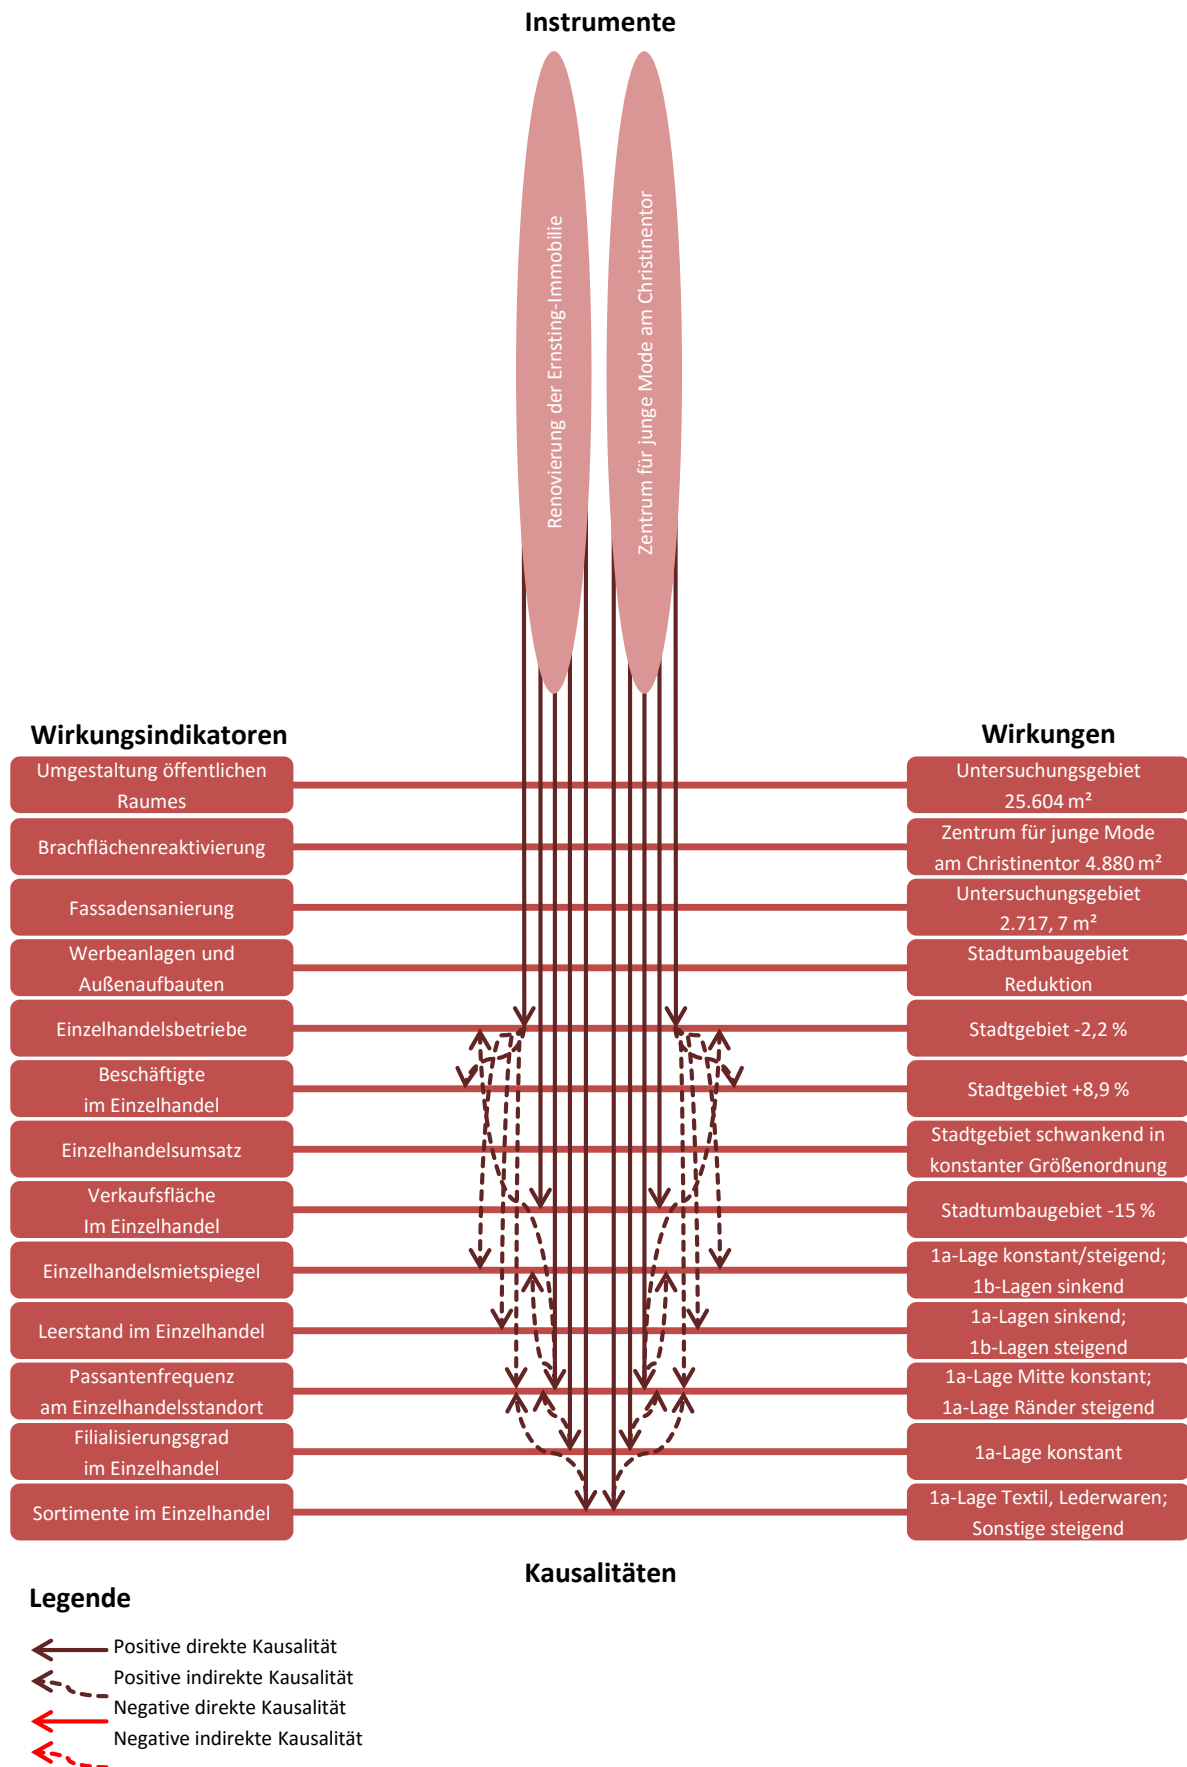 Instrumente
Renovierung der Ernsting-Immobilie
Zentrum für junge Mode am Christinentor
Wirkungsindikatoren
Wirkungen
Umgestaltung öffentlichen
Raumes
Untersuchungsgebiet
25.604 m²
Brachflächenreaktivierung
Zentrum für junge Mode
am Christinentor 4.880 m²
Fassadensanierung
Untersuchungsgebiet
2.717, 7 m²
Werbeanlagen und
Außenaufbauten
Stadtumbaugebiet
Reduktion
Einzelhandelsbetriebe
Stadtgebiet -2,2 %
Beschäftigte
im Einzelhandel
Stadtgebiet +8,9 %
Einzelhandelsumsatz
Stadtgebiet schwankend in
konstanter Größenordnung
Verkaufsfläche
Im Einzelhandel
Stadtumbaugebiet -15 %
Einzelhandelsmietspiegel
1a-Lage konstant/steigend;
1b-Lagen sinkend
Leerstand im Einzelhandel
1a-Lagen sinkend;
1b-Lagen steigend
Passantenfrequenz
am Einzelhandelsstandort
1a-Lage Mitte konstant;
1a-Lage Ränder steigend
Filialisierungsgrad
im Einzelhandel
1a-Lage konstant
Sortimente im Einzelhandel
1a-Lage Textil, Lederwaren;
Sonstige steigend
Kausalitäten
Legende
Positive direkte Kausalität
Positive indirekte Kausalität
Negative direkte Kausalität
Negative indirekte Kausalität